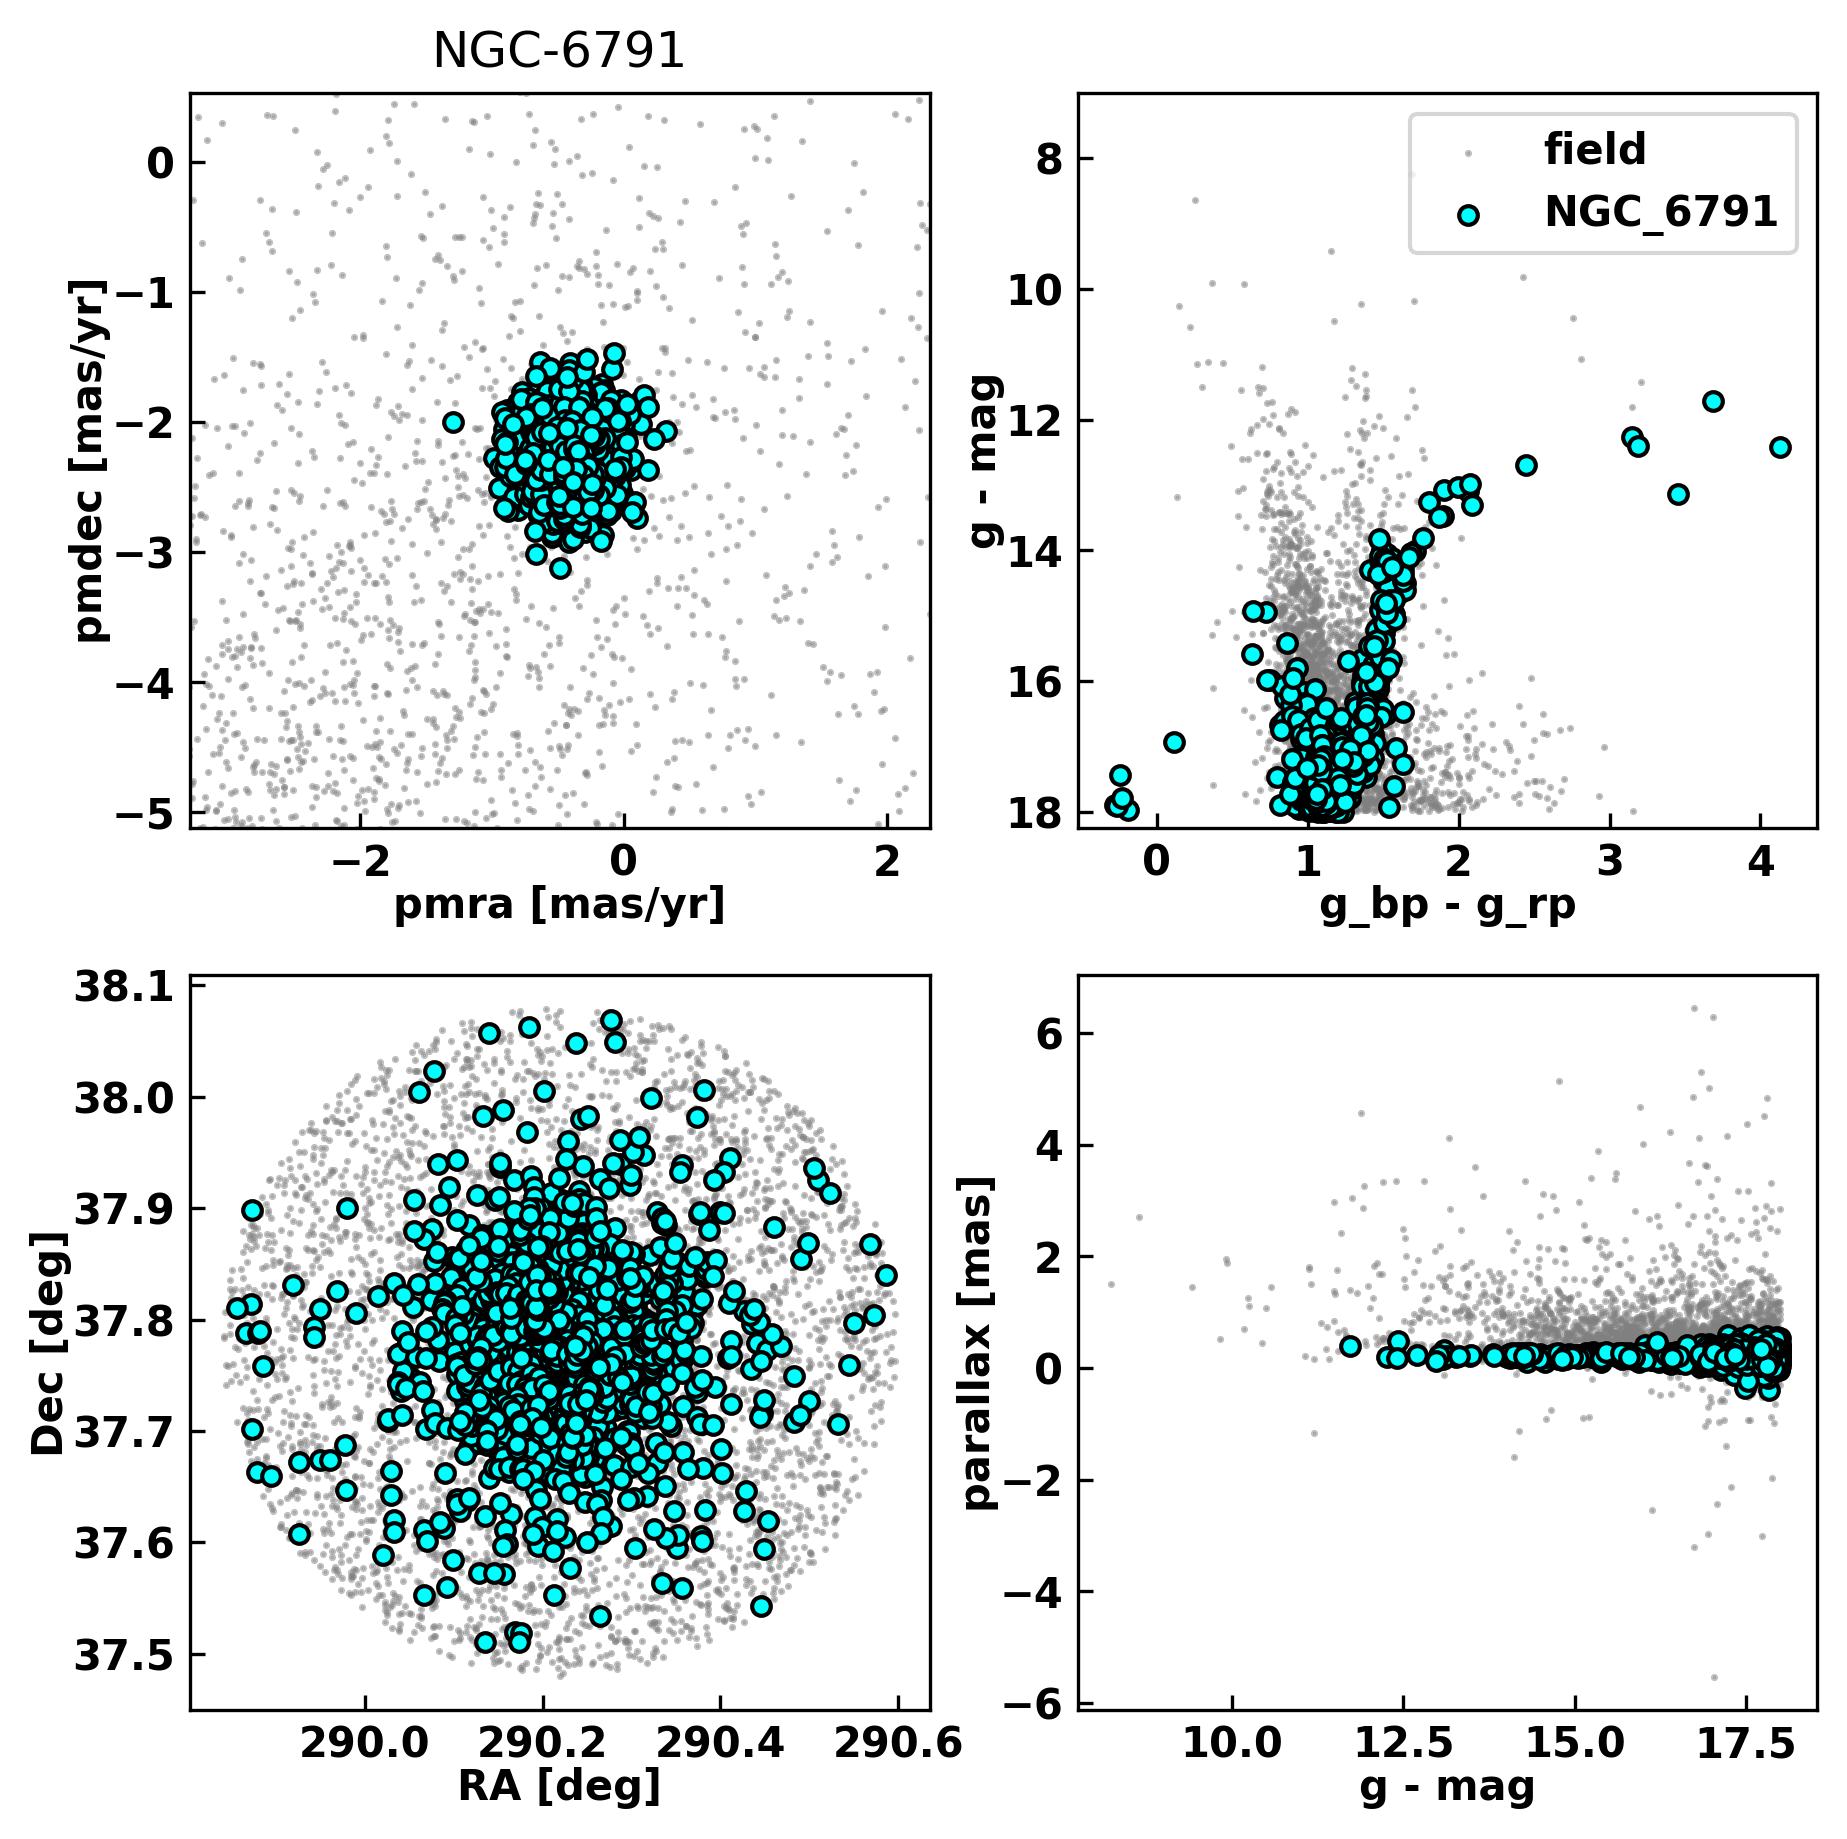 NGC-6791
0
−1
−2
−3
−4
−5
pmdec [mas/yr]
−2 0 2
pmra [mas/yr]
field
NGC_6791
8
10
12
14
16
18
g - mag
0 1 2 3 4
g_bp - g_rp
38.1
38.0
37.9
37.8
37.7
37.6
37.5
Dec [deg]
290.0 290.2 290.4 290.6
RA [deg]
6
4
2
0
−2
−4
−6
parallax [mas]
10.0 12.5 15.0 17.5
g - mag